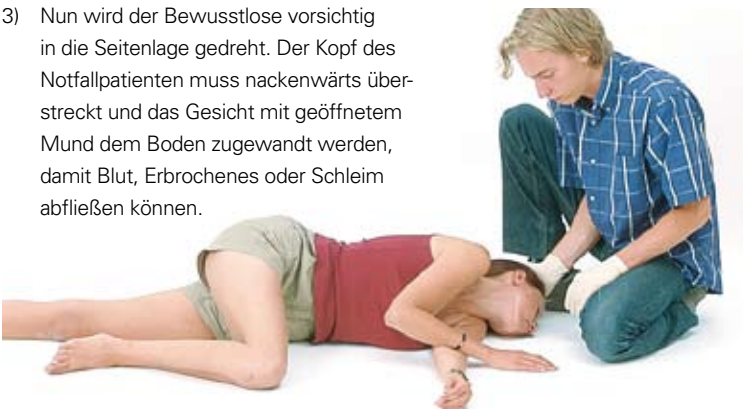 3) Nun wird der Bewusstlose vorsichtig
in die Seitenlage gedreht. Der Kopf des
Notfallpatienten muss nackenwärts über-
streckt und das Gesicht mit geöffnetem
Mund dem Boden zugewandt werden,
damit Blut, Erbrochenes oder Schleim
abfließen können.